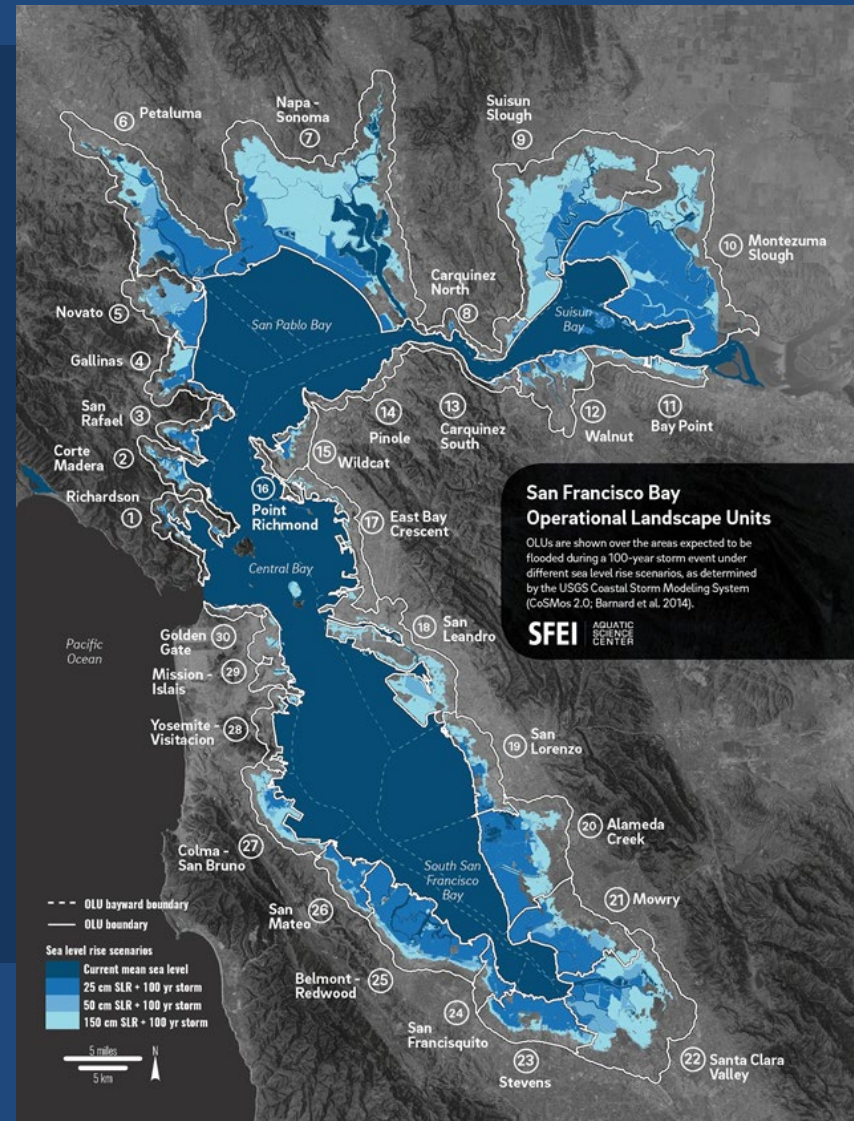 6 Petaluma
Napa -
Sonoma
7
Suisun
Slough
9
10 Montezuma
Slough
Carquinez
North
8
San Pablo Bay
Suisun
Bay
Novato 5
Gallinas 4
San
Rafael 3
Corte
Madera 2
Richardson
1
14
Pinole
13
Carquinez
South
12
Walnut
11
Bay Point
15
Wildcat
16
Point
Richmond
17 East Bay
Crescent
Central Bay
San Francisco Bay
Operational Landscape Units
OLUs are shown over the areas expected to be
flooded during a 100-year storm event under
different sea level rise scenarios, as determined
by the USGS Coastal Storm Modeling System
(CoSMos 2.0; Barnard et al. 2014).
SFEI AQUATIC
SCIENCE
CENTER
18 San
Leandro
Pacific
Ocean
Golden
Gate 30
Mission -
Islais 29
Yosemite -
Visitacion 28
19 San
Lorenzo
20 Alameda
Creek
21 Mowry
Colma -
San Bruno 27
South San
Francisco
Bay
San
Mateo 26
Belmont -
Redwood 25
24
San
Francisquito
23
Stevens
22 Santa Clara
Valley
OLU bayward boundary
OLU boundary
Sea level rise scenarios
Current mean sea level
25 cm SLR + 100 yr storm
50 cm SLR + 100 yr storm
150 cm SLR + 100 yr storm
5 miles
5 km
N